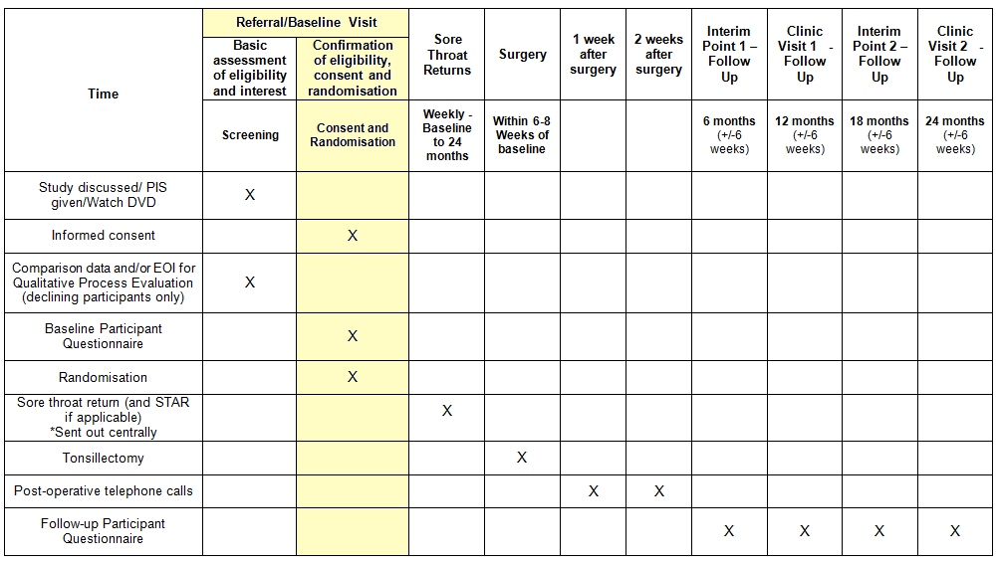 Time
Referral/Baseline Visit
Basic
assessment
of eligibility
and interest
Confirmation
of eligibility,
consent and
randomisation
Sore
Throat
Returns
Surgery
1 week
after
surgery
2 weeks
after
surgery
Interim
Point 1 –
Follow
Up
Clinic
Visit 1 -
Follow
Up
Interim
Point 2 –
Follow
Up
Clinic
Visit 2 -
Follow
Up
Screening
Consent and
Randomisation
Weekly -
Baseline
to 24
months
Within 6-8
Weeks of
baseline
6 months
(+/-6
weeks)
12 months
(+/-6
weeks)
18 months
(+/-6
weeks)
24 months
(+/-6
weeks)
Study discussed/ PIS
given/Watch DVD
X
Informed consent
X
Comparison data and/or EOI for
Qualitative Process Evaluation
(declining participants only)
X
Baseline Participant
Questionnaire
X
Randomisation
X
Sore throat return (and STAR
if applicable)
*Sent out centrally
X
Tonsillectomy
X
Post-operative telephone calls
X X
Follow-up Participant
Questionnaire
X X X X